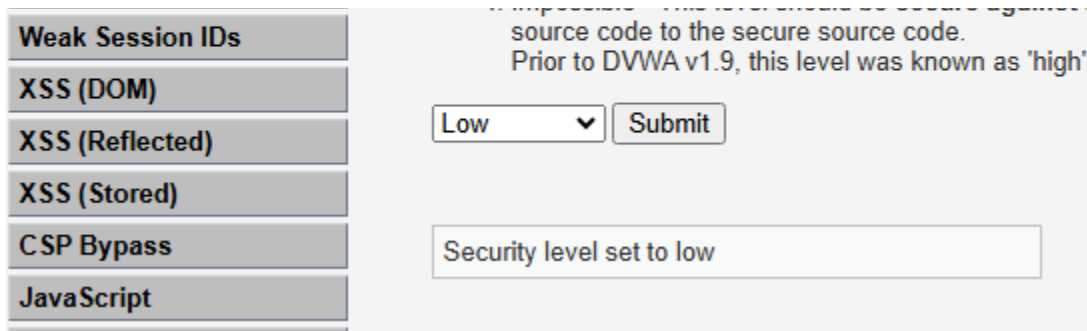 Weak Session IDs
XSS (DOM)
XSS (Reflected)
XSS (Stored)
CSP Bypass
JavaScript
source code to the secure source code.
Prior to DVWA v1.9, this level was known as 'high'
Low
Submit
Security level set to low